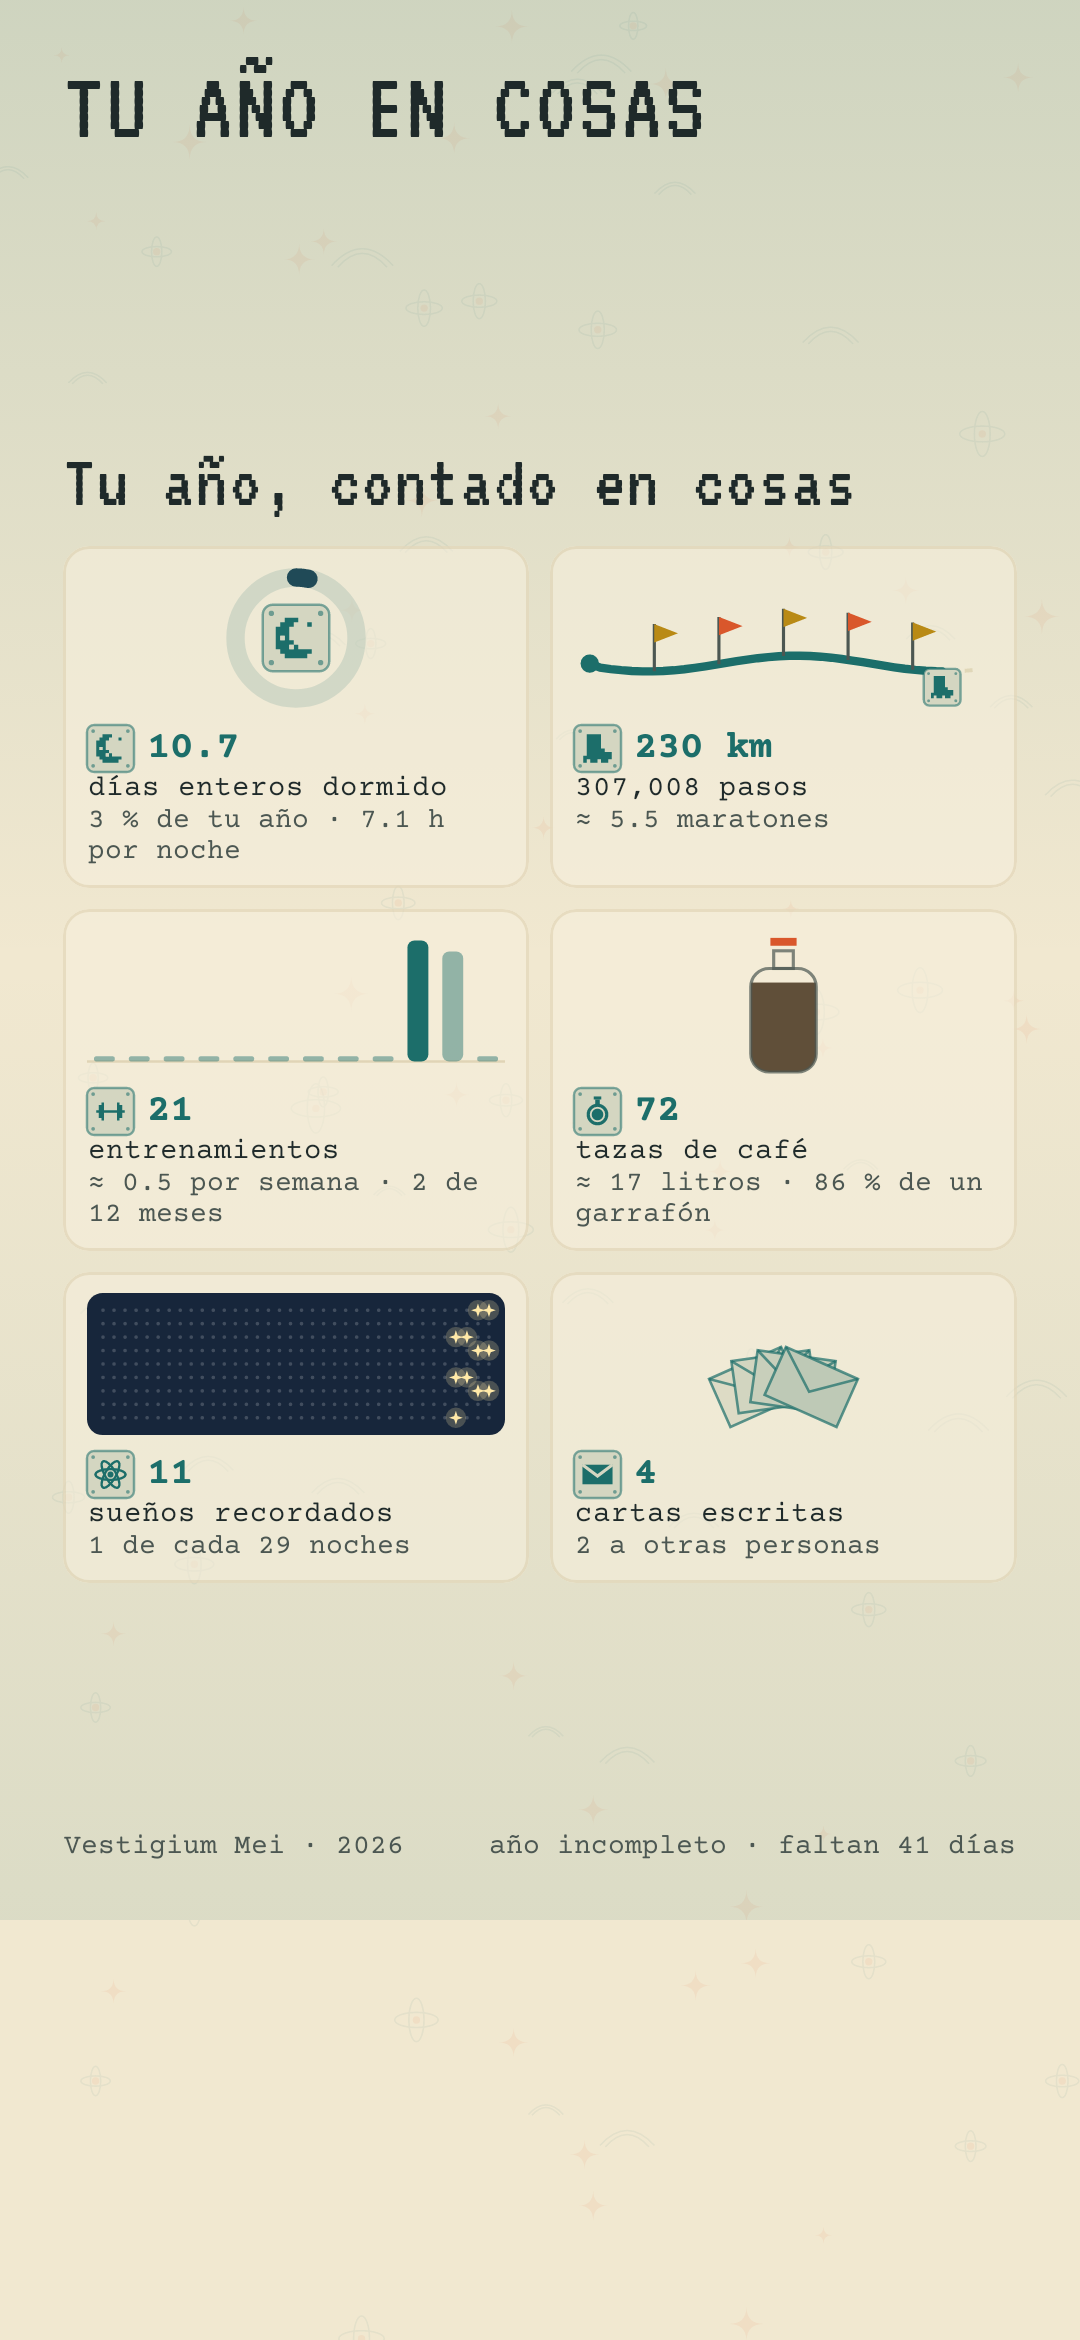 TU AÑO EN COSAS
Tu año, contado en cosas
10.7
días enteros dormido
3 % de tu año · 7.1 h
por noche
230 km
307,008 pasos
≈ 5.5 maratones
21
entrenamientos
≈ 0.5 por semana · 2 de
12 meses
72
tazas de café
≈ 17 litros · 86 % de un
garrafón
11
sueños recordados
1 de cada 29 noches
4
cartas escritas
2 a otras personas
Vestigium Mei · 2026
año incompleto · faltan 41 días